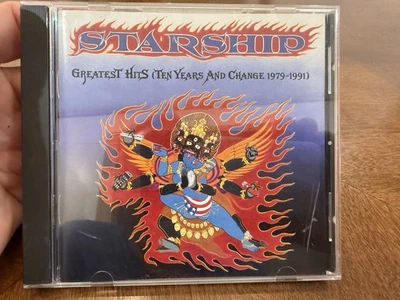 STARSHIP
GREATEST HITS (TEN YEARS AND CHANGE 1979-1991)